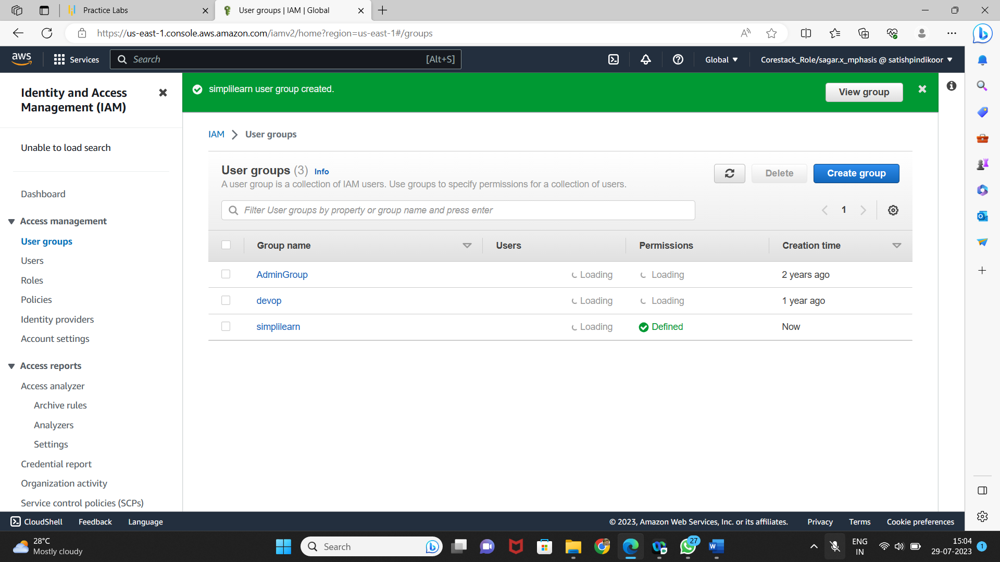 Practice Labs
User groups | IAM | Global
https://us-east-1.console.aws.amazon.com/iamv2/home?region=us-east-1#/groups
aws
Services
Search
[Alt+S]
Global
Corestack_Role/sagar.x_mphasis @ satishpindikoor
Identity and Access
Management (IAM)
Unable to load search
Dashboard
Access management
User groups
Users
Roles
Policies
Identity providers
Account settings
Access reports
Access analyzer
Archive rules
Analyzers
Settings
Credential report
Organization activity
Service control policies (SCPs)
simplilearn user group created.
View group
IAM
User groups
User groups (3) Info
A user group is a collection of IAM users. Use groups to specify permissions for a collection of users.
Delete
Create group
Filter User groups by property or group name and press enter
1
Group name Users Permissions Creation time
AdminGroup Loading Loading 2 years ago
devop Loading Loading 1 year ago
simplilearn Loading Defined Now
CloudShell Feedback Language
© 2023, Amazon Web Services, Inc. or its affiliates. Privacy Terms Cookie preferences
28°C
Mostly cloudy
Search
27
ENG
IN
15:04
29-07-2023
1